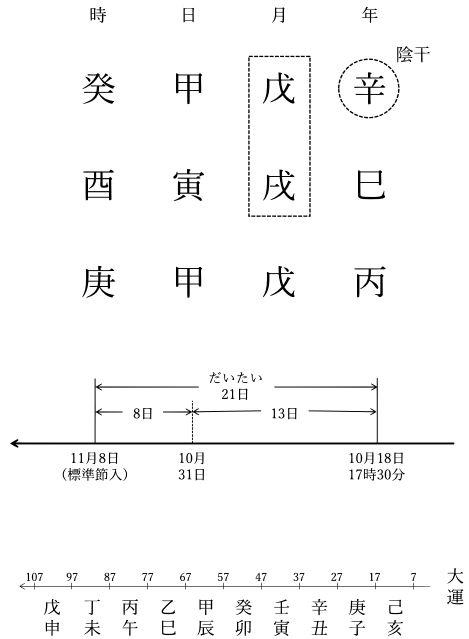 時 日 月 年
陰干
癸 甲 戊 辛
酉 寅 戌 巳
庚 甲 戊 丙
だいたい
21日
8日 13日
11月8日
(標準節入)
10月
31日
10月18日
17時30分
107 97 87 77 67 57 47 37 27 17 7
大運
戊申 丁未 丙午 乙巳 甲辰 癸卯 壬寅 辛丑 庚子 己亥